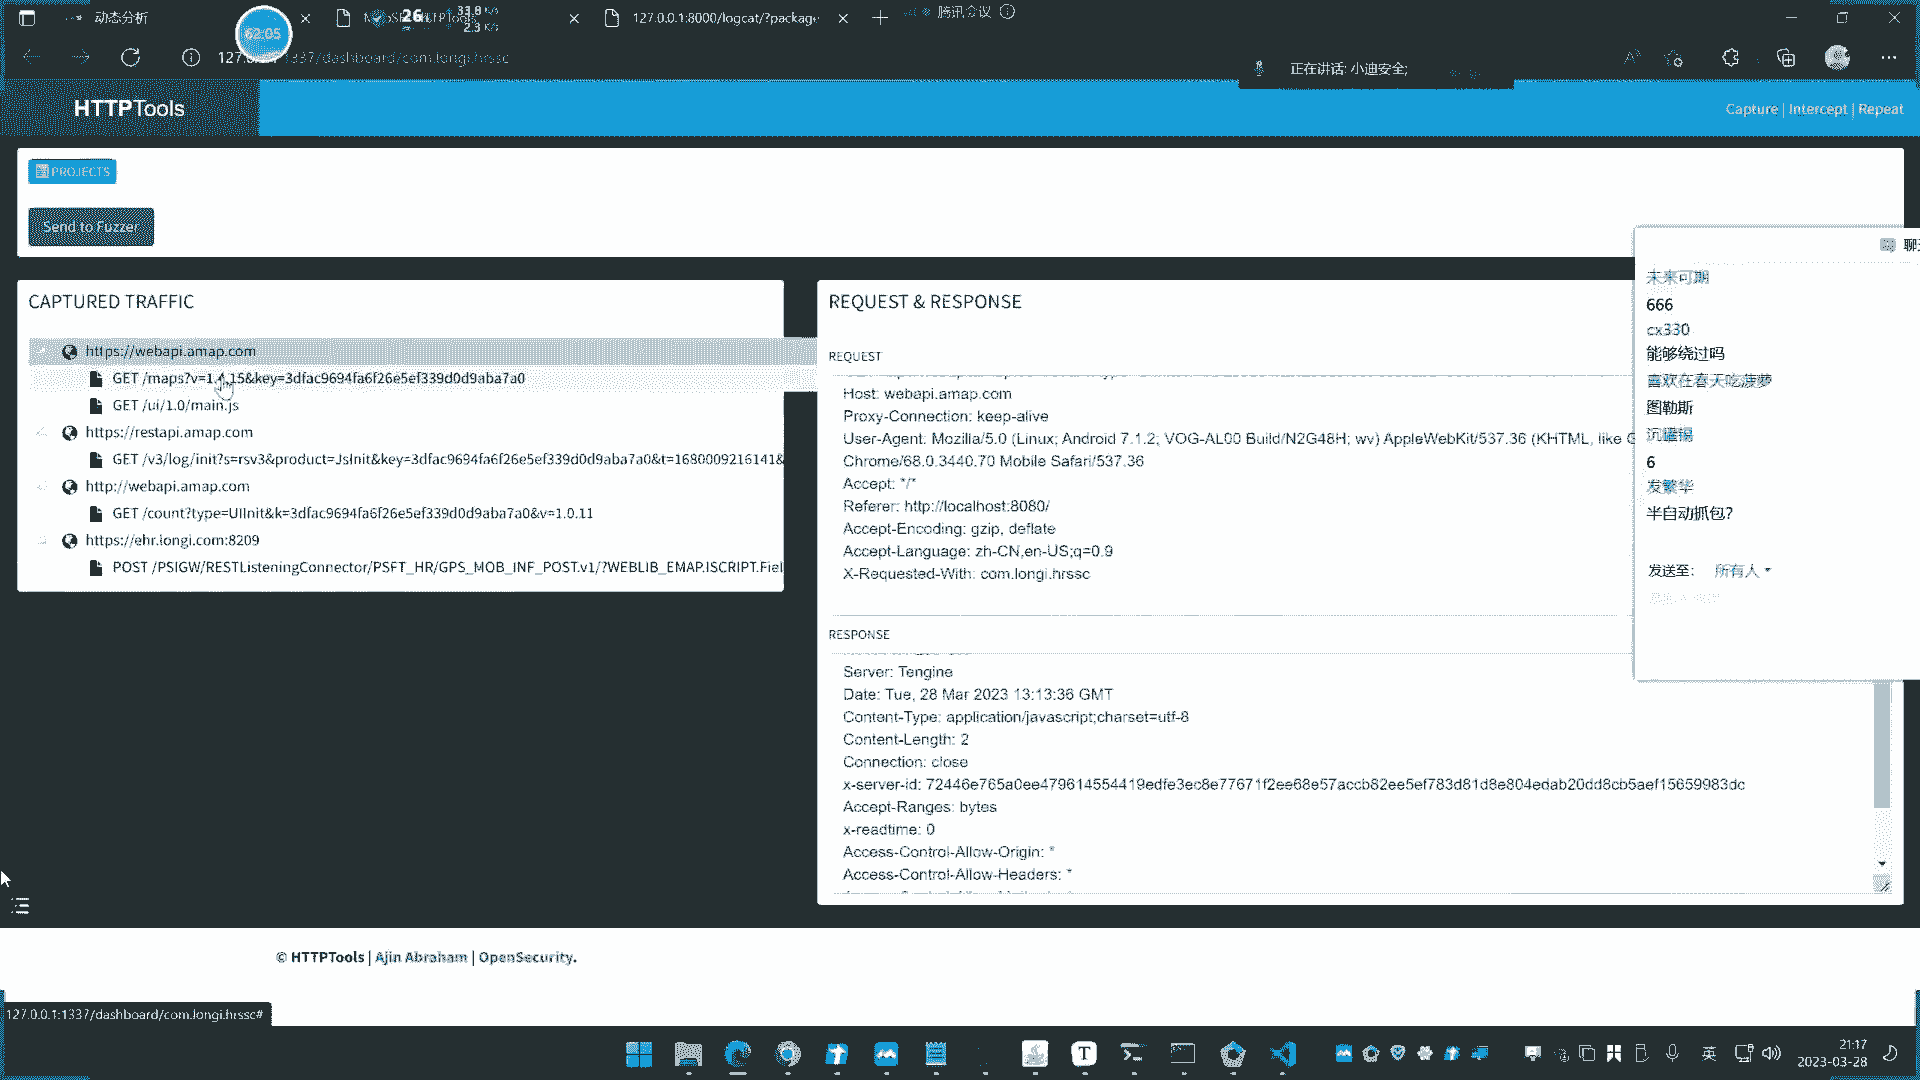 动态分析
26
33.8 K/s
2.3 K/s
127.0.0.1:8000/logcat/?package
腾讯会议
62:05
1337/dashboard/com.longi.hrssc
正在讲话: 小迪安全;
HTTPTools
Capture | Intercept | Repeat
PROJECTS
Send to Fuzzer
CAPTURED TRAFFIC
https://webapi.amap.com
GET /maps?v=1.4.15&key=3dfac9694fa6f26e5ef339d0d9aba7a0
GET /ui/1.0/main.js
https://restapi.amap.com
GET /v3/log/init?s=rsv3&product=JsInit&key=3dfac9694fa6f26e5ef339d0d9aba7a0&t=1680009216141&
http://webapi.amap.com
GET /count?type=UIInit&k=3dfac9694fa6f26e5ef339d0d9aba7a0&v=1.0.11
https://ehr.longi.com:8209
POST /PSIGW/RESTListeningConnector/PSFT_HR/GPS_MOB_INF_POST.v1/?WEBLIB_EMAP.ISCRIPT.Fiel
REQUEST & RESPONSE
REQUEST
Host: webapi.amap.com
Proxy-Connection: keep-alive
User-Agent: Mozilla/5.0 (Linux; Android 7.1.2; VOG-AL00 Build/N2G48H; wv) AppleWebKit/537.36 (KHTML, like G
Chrome/68.0.3440.70 Mobile Safari/537.36
Accept: */*
Referer: http://localhost:8080/
Accept-Encoding: gzip, deflate
Accept-Language: zh-CN,en-US;q=0.9
X-Requested-With: com.longi.hrssc
RESPONSE
Server: Tengine
Date: Tue, 28 Mar 2023 13:13:36 GMT
Content-Type: application/javascript;charset=utf-8
Content-Length: 2
Connection: close
x-server-id: 72446e765a0ee479614554419edfe3ec8e77671f2ee68e57accb82ee5ef783d81d8e804edab20dd8cb5aef15659983dc
Accept-Ranges: bytes
x-readtime: 0
Access-Control-Allow-Origin: *
Access-Control-Allow-Headers: *
未来可期
666
cx330
能够绕过吗
喜欢在春天吃菠萝
图勒斯
沉罐锡
6
发繁华
半自动抓包?
发送至: 所有人
© HTTPTools | Ajin Abraham | OpenSecurity.
127.0.0.1:1337/dashboard/com.longi.hrssc#
英
21:17
2023-03-28